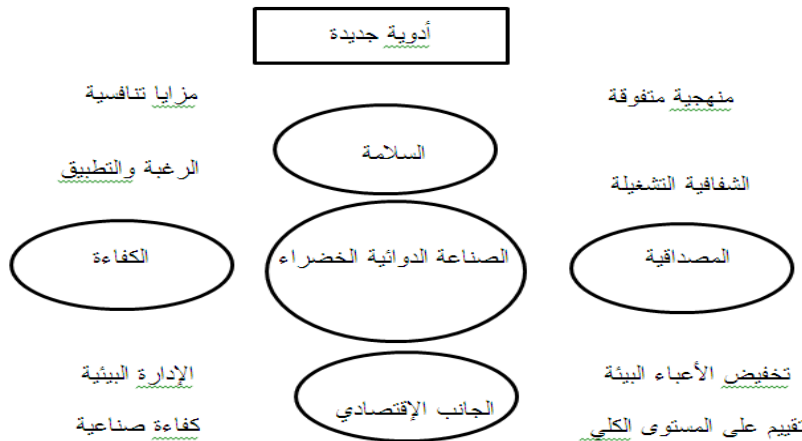 أدوية جديدة
منهجية متفوقة
مزايا تنافسية
السلامة
الرغبة والتطبيق
الشفافية التشغيلة
المصداقية
الصناعة الدوائية الخضراء
الكفاءة
تخفيض الأعباء البيئة
الإدارة البيئية
الجانب الإقتصادي
تقييم على المستوى الكلي
كفاءة صناعية